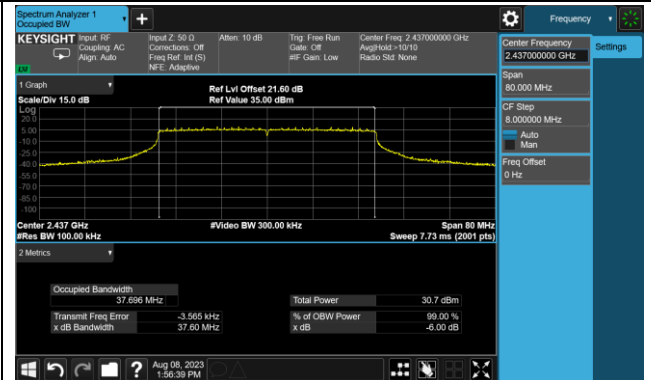 Spectrum Analyzer 1
Occupied BW
Frequency
KEYSIGHT
Input: RF
Coupling: AC
Align: Auto
Input Z: 50 Ω
Corrections: Off
Freq Ref: Int (S)
NFE: Adaptive
Atten: 10 dB
Trig: Free Run
Gate: Off
#IF Gain: Low
Center Freq: 2.437000000 GHz
Avg|Hold:>10/10
Radio Std: None
1 Graph
Scale/Div 15.0 dB
Ref Lvl Offset 21.60 dB
Ref Value 35.00 dBm
Log
20.0
5.00
-10.0
-25.0
-40.0
-55.0
-70.0
-85.0
-100
Center 2.437 GHz
#Res BW 100.00 kHz
#Video BW 300.00 kHz
Span 80 MHz
Sweep 7.73 ms (2001 pts)
2 Metrics
Occupied Bandwidth
37.696 MHz
Transmit Freq Error -3.565 kHz
x dB Bandwidth 37.60 MHz
Total Power 30.7 dBm
% of OBW Power 99.00 %
x dB -6.00 dB
Center Frequency
2.437000000 GHz
Span
80.000 MHz
CF Step
8.000000 MHz
Auto
Man
Freq Offset
0 Hz
Settings
?
Aug 08, 2023
1:56:39 PM